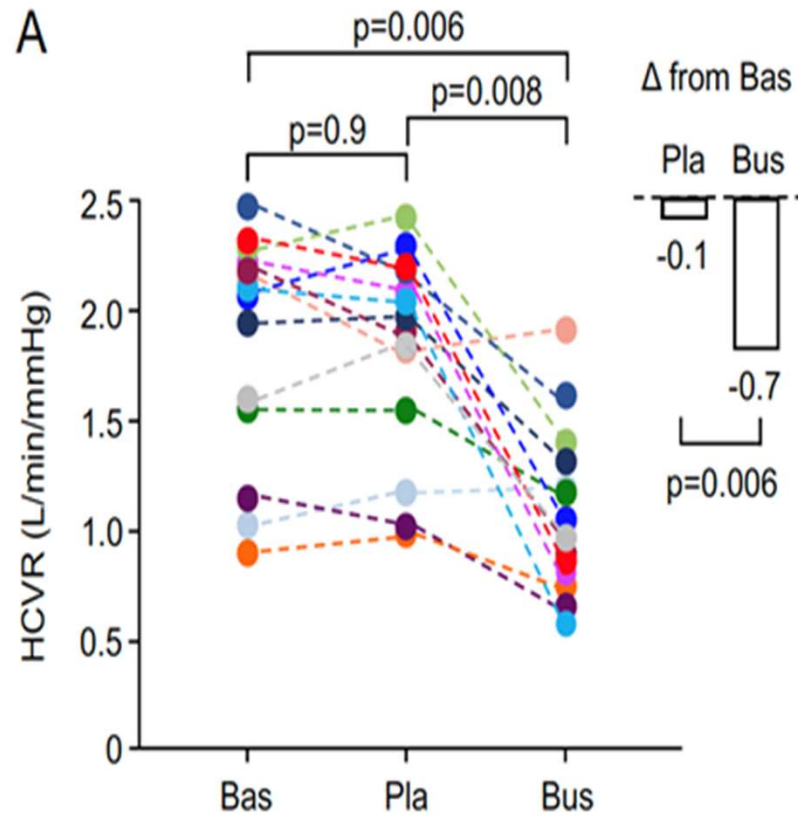 A
p=0.006
p=0.008
p=0.9
Δ from Bas
Pla Bus
-0.1
-0.7
p=0.006
HCVR (L/min/mmHg)
2.5
2.0
1.5
1.0
0.5
0
Bas Pla Bus